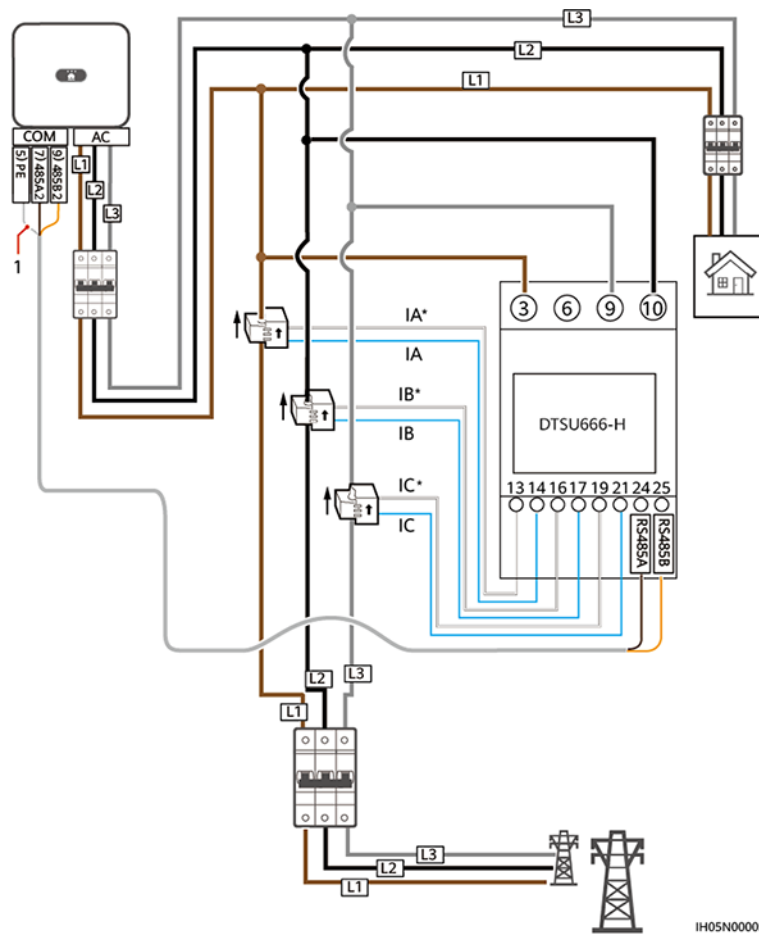 L3
L2
L1
COM
AC
5) PE
7) 485A2
9) 485B2
L1
L2
L3
1
3
6
9
10
IA*
IA
IB*
IB
IC*
IC
DTSU666-H
13 14 16 17 19 21 24 25
RS485A
RS485B
L2
L3
L1
L3
L2
L1
IH05N0000